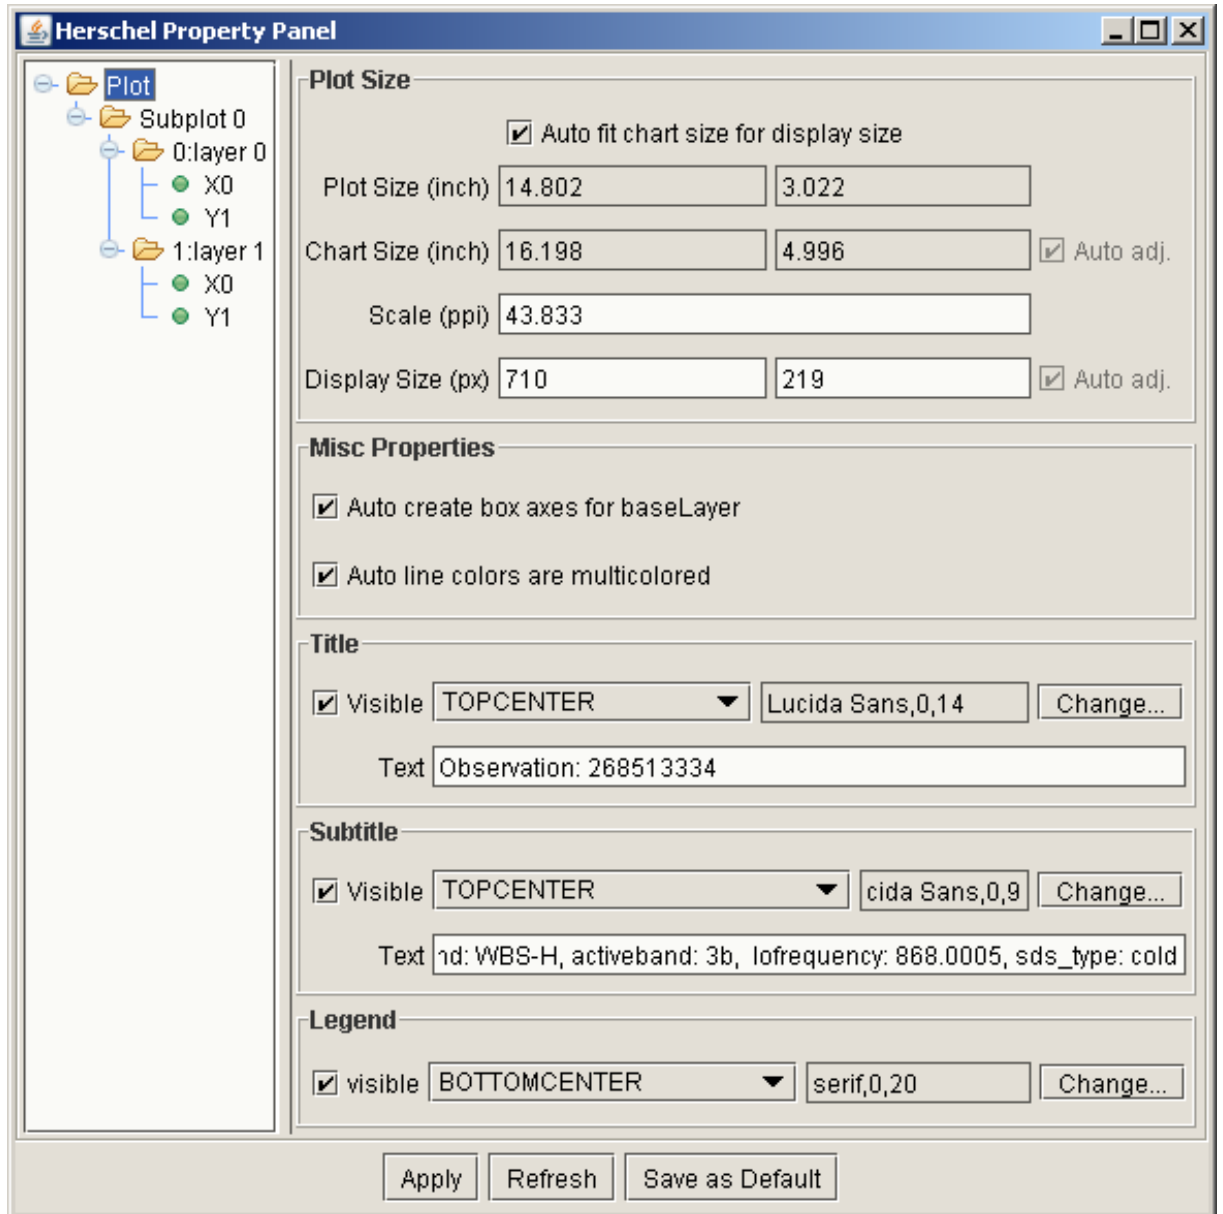 Herschel Property Panel
Plot
Subplot 0
0:layer 0
X0
Y1
1:layer 1
X0
Y1
Plot Size
Auto fit chart size for display size
Plot Size (inch) 14.802 3.022
Chart Size (inch) 16.198 4.996 Auto adj.
Scale (ppi) 43.833
Display Size (px) 710 219 Auto adj.
Misc Properties
Auto create box axes for baseLayer
Auto line colors are multicolored
Title
Visible TOPCENTER Lucida Sans,0,14 Change...
Text Observation: 268513334
Subtitle
Visible TOPCENTER cida Sans,0,9 Change...
Text nd: WBS-H, activeband: 3b, lofrequency: 868.0005, sds_type: cold
Legend
visible BOTTOMCENTER serif,0,20 Change...
Apply Refresh Save as Default